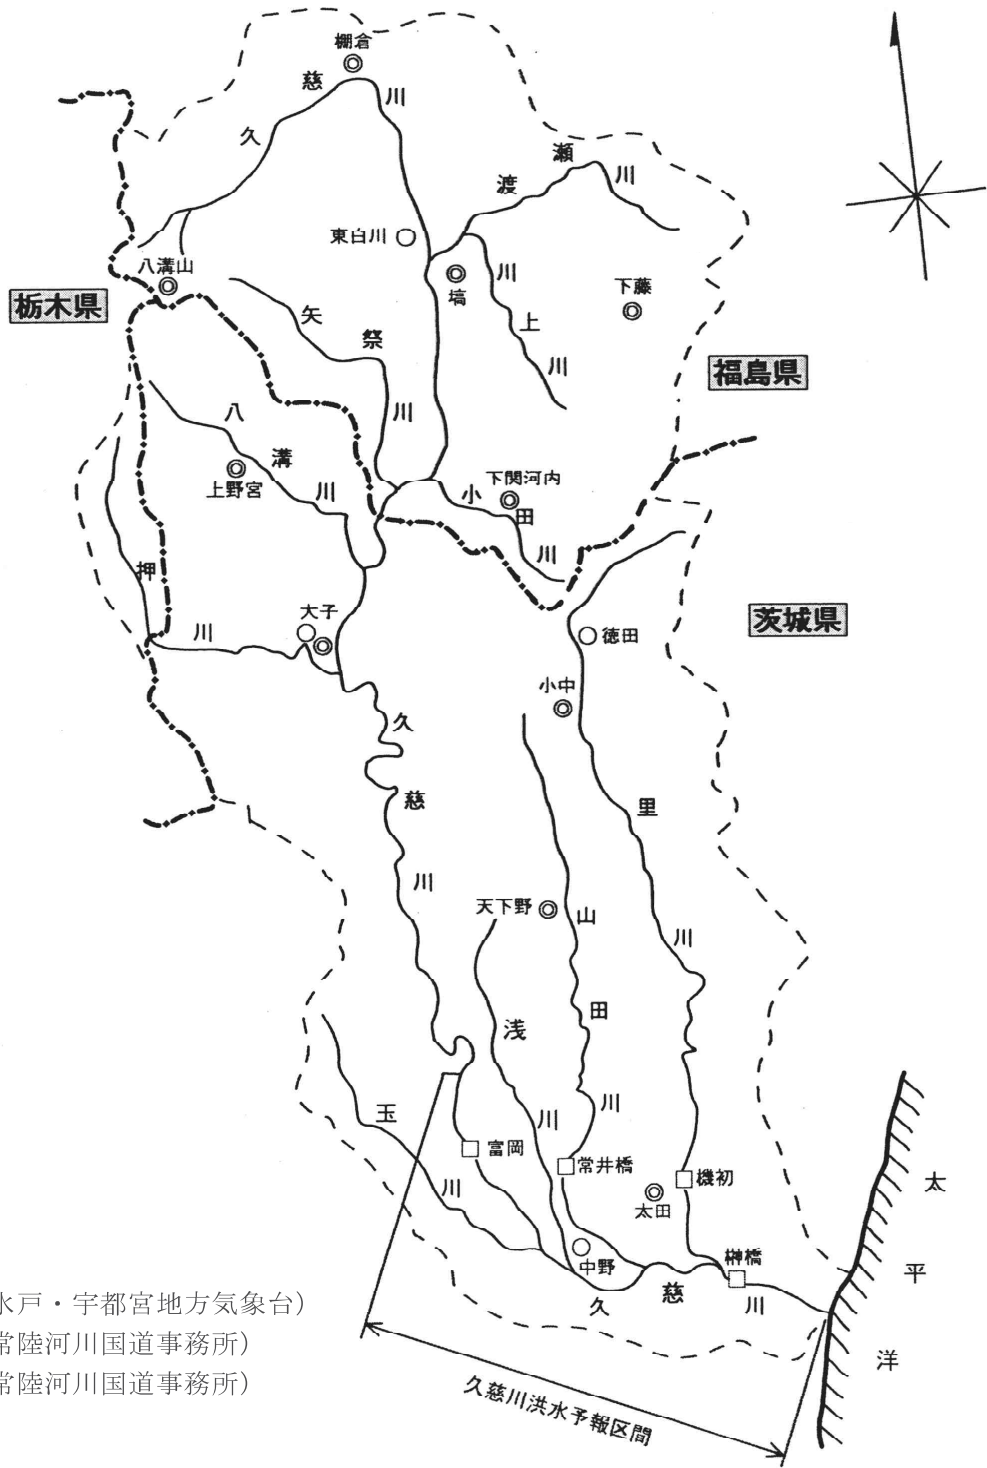 棚倉
久慈川
渡瀬川
東白川
八溝山
塙
川上川
下藤
栃木県
矢祭川
福島県
八溝川
上野宮
下関河内
小田川
押川
大子
茨城県
徳田
小中
久慈川
里川
天下野
山田川
浅川
玉川
富岡
常井橋
機初
太田
中野
榊橋
久慈川
太平洋
水戸・宇都宮地方気象台）
常陸河川国道事務所）
常陸河川国道事務所）
久慈川洪水予報区間